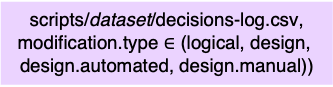 scripts/dataset/decisions-log.csv,
modification.type ∈ (logical, design,
design.automated, design.manual))